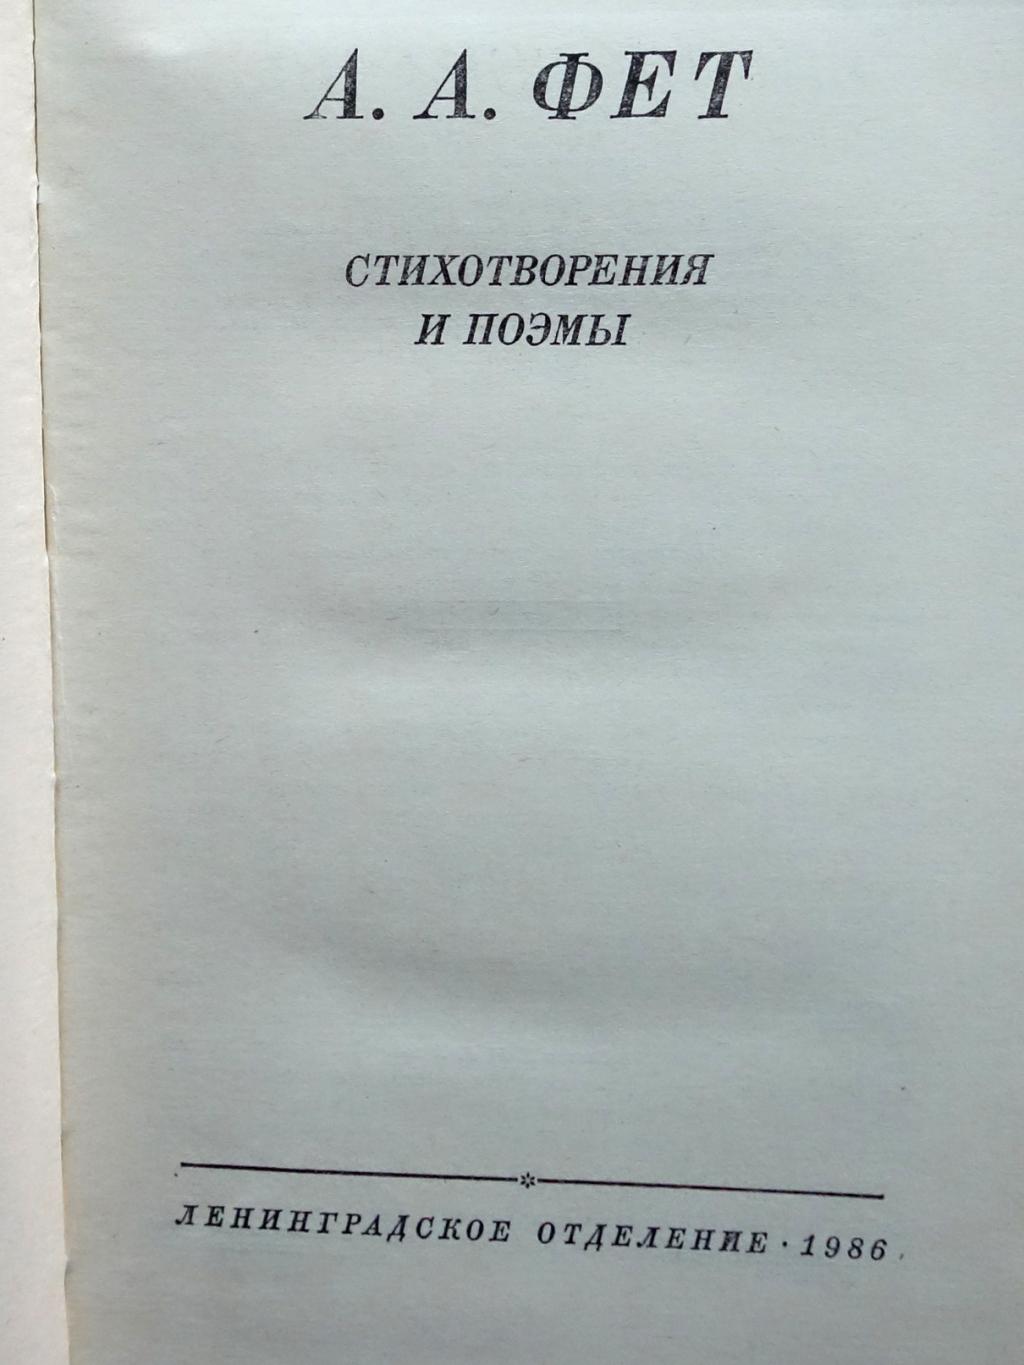 А. А. ФЕТ
СТИХОТВОРЕНИЯ
И ПОЭМЫ
ЛЕНИНГРАДСКОЕ ОТДЕЛЕНИЕ · 1986